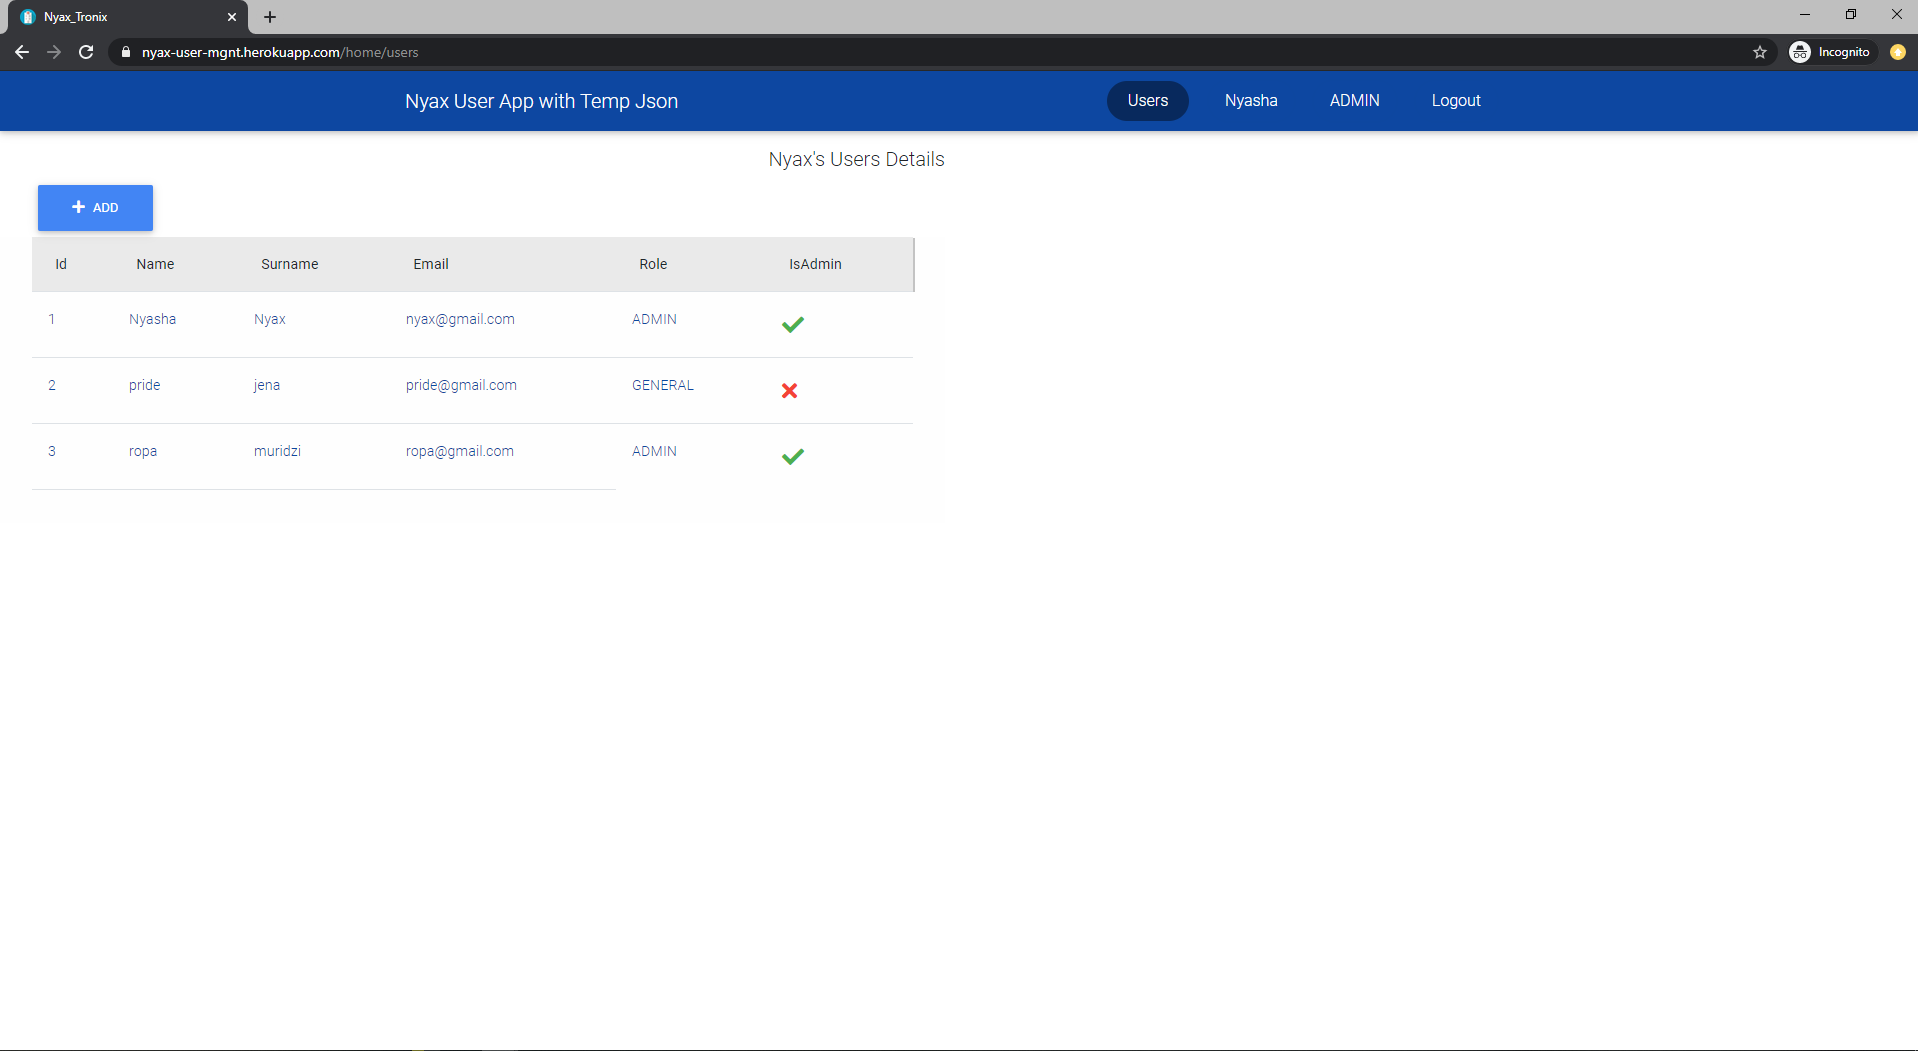 Nyax_Tronix
nyax-user-mgnt.herokuapp.com/home/users
Incognito
Nyax User App with Temp Json Users Nyasha ADMIN Logout
Nyax's Users Details
ADD
Id Name Surname Email Role IsAdmin
1 Nyasha Nyax nyax@gmail.com ADMIN
2 pride jena pride@gmail.com GENERAL
3 ropa muridzi ropa@gmail.com ADMIN